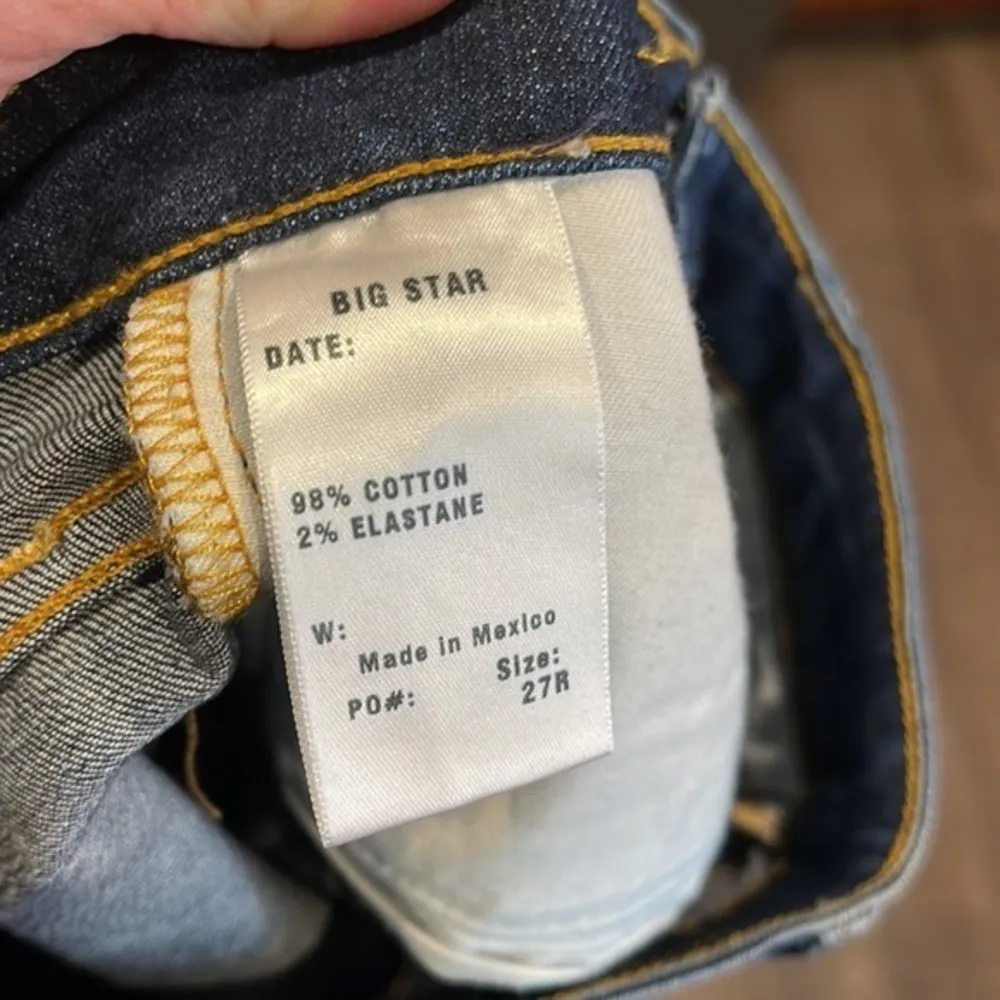 BIG STAR
DATE:
98% COTTON
2% ELASTANE
W:
Made in Mexico
Size:
PO#:
27R